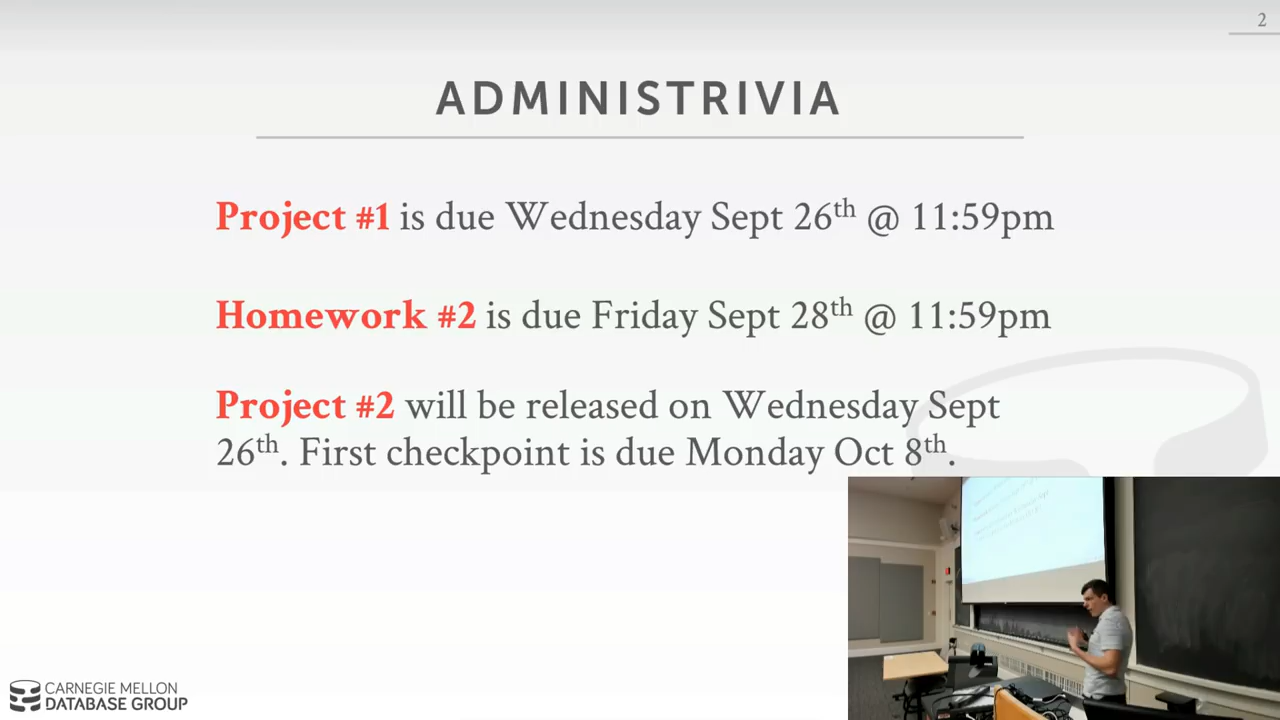 2
ADMINISTRIVIA
Project #1 is due Wednesday Sept 26th @ 11:59pm
Homework #2 is due Friday Sept 28th @ 11:59pm
Project #2 will be released on Wednesday Sept
26th. First checkpoint is due Monday Oct 8th.
CARNEGIE MELLON
DATABASE GROUP